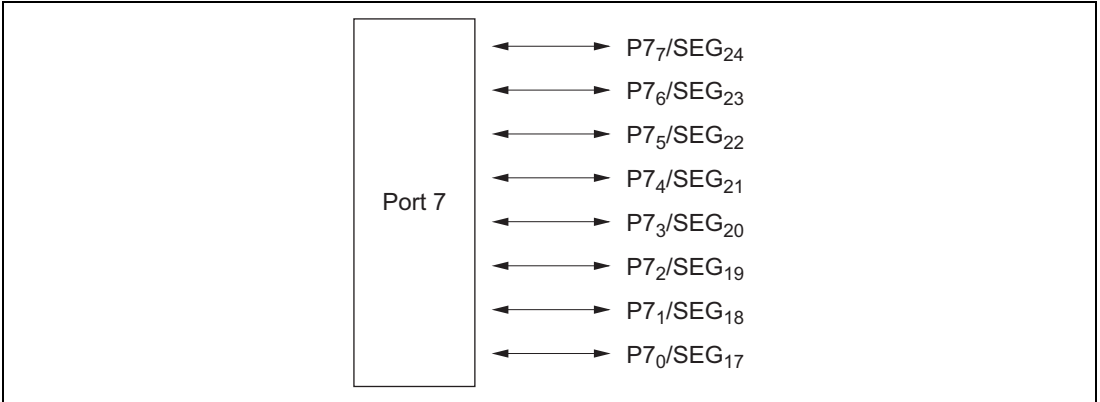 P7₇/SEG₂₄
P7₆/SEG₂₃
P7₅/SEG₂₂
P7₄/SEG₂₁
Port 7
P7₃/SEG₂₀
P7₂/SEG₁₉
P7₁/SEG₁₈
P7₀/SEG₁₇